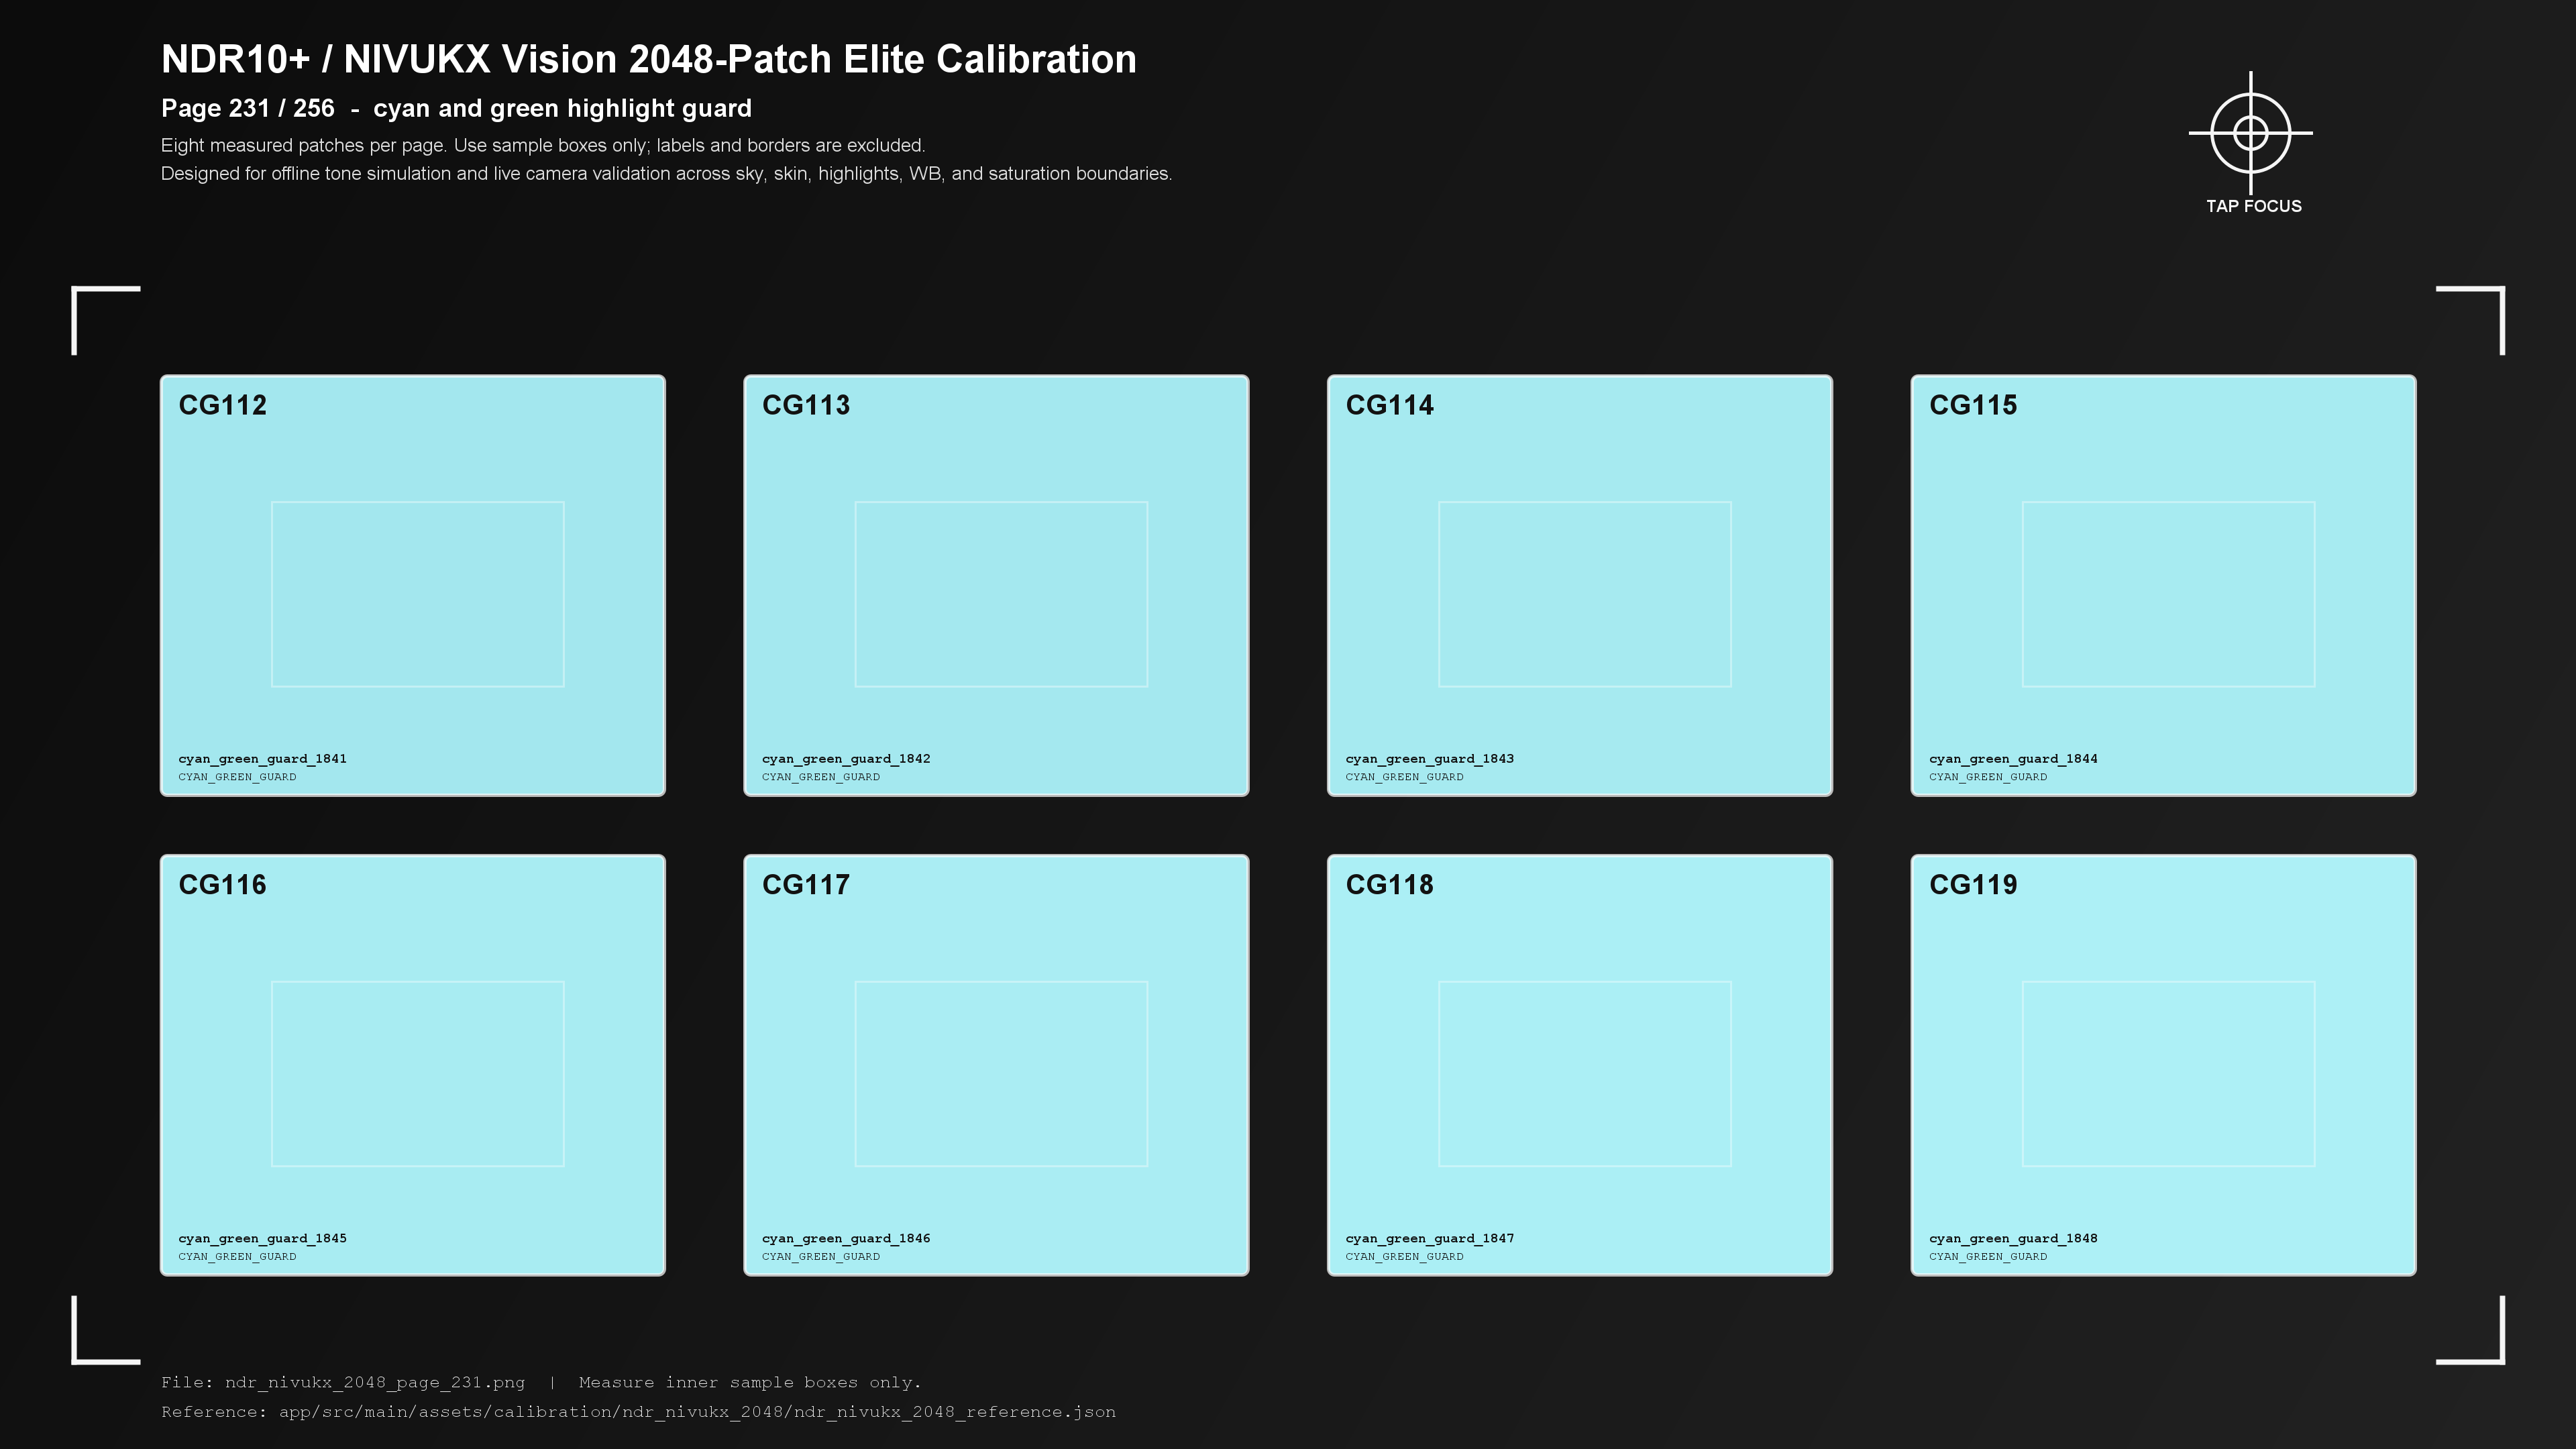 NDR10+ / NIVUKX Vision 2048-Patch Elite Calibration
Page 231 / 256  -  cyan and green highlight guard
Eight measured patches per page. Use sample boxes only; labels and borders are excluded.
Designed for offline tone simulation and live camera validation across sky, skin, highlights, WB, and saturation boundaries.
TAP FOCUS
CG112
cyan_green_guard_1841
CYAN_GREEN_GUARD
CG113
cyan_green_guard_1842
CYAN_GREEN_GUARD
CG114
cyan_green_guard_1843
CYAN_GREEN_GUARD
CG115
cyan_green_guard_1844
CYAN_GREEN_GUARD
CG116
cyan_green_guard_1845
CYAN_GREEN_GUARD
CG117
cyan_green_guard_1846
CYAN_GREEN_GUARD
CG118
cyan_green_guard_1847
CYAN_GREEN_GUARD
CG119
cyan_green_guard_1848
CYAN_GREEN_GUARD
File: ndr_nivukx_2048_page_231.png  |  Measure inner sample boxes only.
Reference: app/src/main/assets/calibration/ndr_nivukx_2048/ndr_nivukx_2048_reference.json